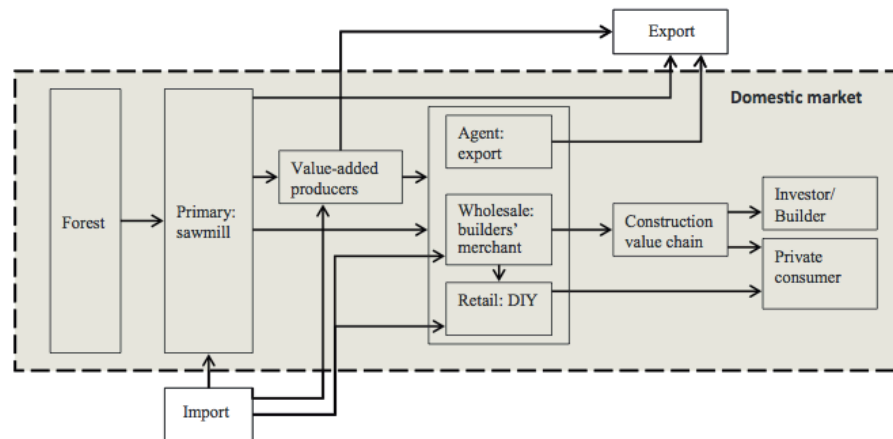 Export
Domestic market
Forest
Primary:
sawmill
Value-added
producers
Agent:
export
Wholesale:
builders’
merchant
Retail: DIY
Construction
value chain
Investor/
Builder
Private
consumer
Import